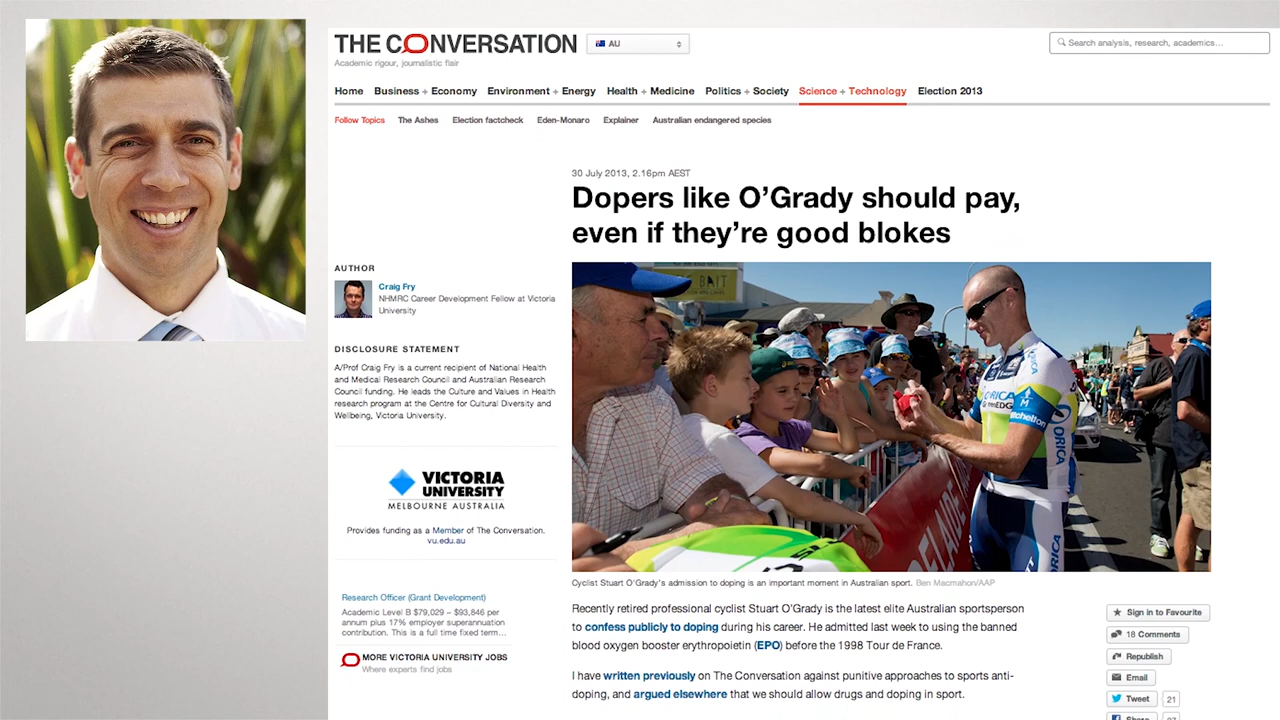 THE CONVERSATION
AU
Search analysis, research, academics...
Academic rigour, journalistic flair
Home Business + Economy Environment + Energy Health + Medicine Politics + Society Science + Technology Election 2013
Follow Topics The Ashes Election factcheck Eden-Monaro Explainer Australian endangered species
30 July 2013, 2.16pm AEST
Dopers like O'Grady should pay,
even if they're good blokes
AUTHOR
Craig Fry
NHMRC Career Development Fellow at Victoria
University
DISCLOSURE STATEMENT
A/Prof Craig Fry is a current recipient of National Health
and Medical Research Council and Australian Research
Council funding. He leads the Culture and Values in Health
research program at the Centre for Cultural Diversity and
Wellbeing, Victoria University.
VICTORIA
UNIVERSITY
MELBOURNE AUSTRALIA
Provides funding as a Member of The Conversation.
vu.edu.au
Research Officer (Grant Development)
Academic Level B $79,029 – $93,846 per
annum plus 17% employer superannuation
contribution. This is a full time fixed term...
MORE VICTORIA UNIVERSITY JOBS
Where experts find jobs
BAIT
ORICA
GreenEDGE
ORICA
ORICA
Cyclist Stuart O'Grady's admission to doping is an important moment in Australian sport. Ben Macmahon/AAP
Recently retired professional cyclist Stuart O'Grady is the latest elite Australian sportsperson
to confess publicly to doping during his career. He admitted last week to using the banned
blood oxygen booster erythropoietin (EPO) before the 1998 Tour de France.
I have written previously on The Conversation against punitive approaches to sports anti-
doping, and argued elsewhere that we should allow drugs and doping in sport.
Sign in to Favourite
18 Comments
Republish
Email
Tweet 21
Share